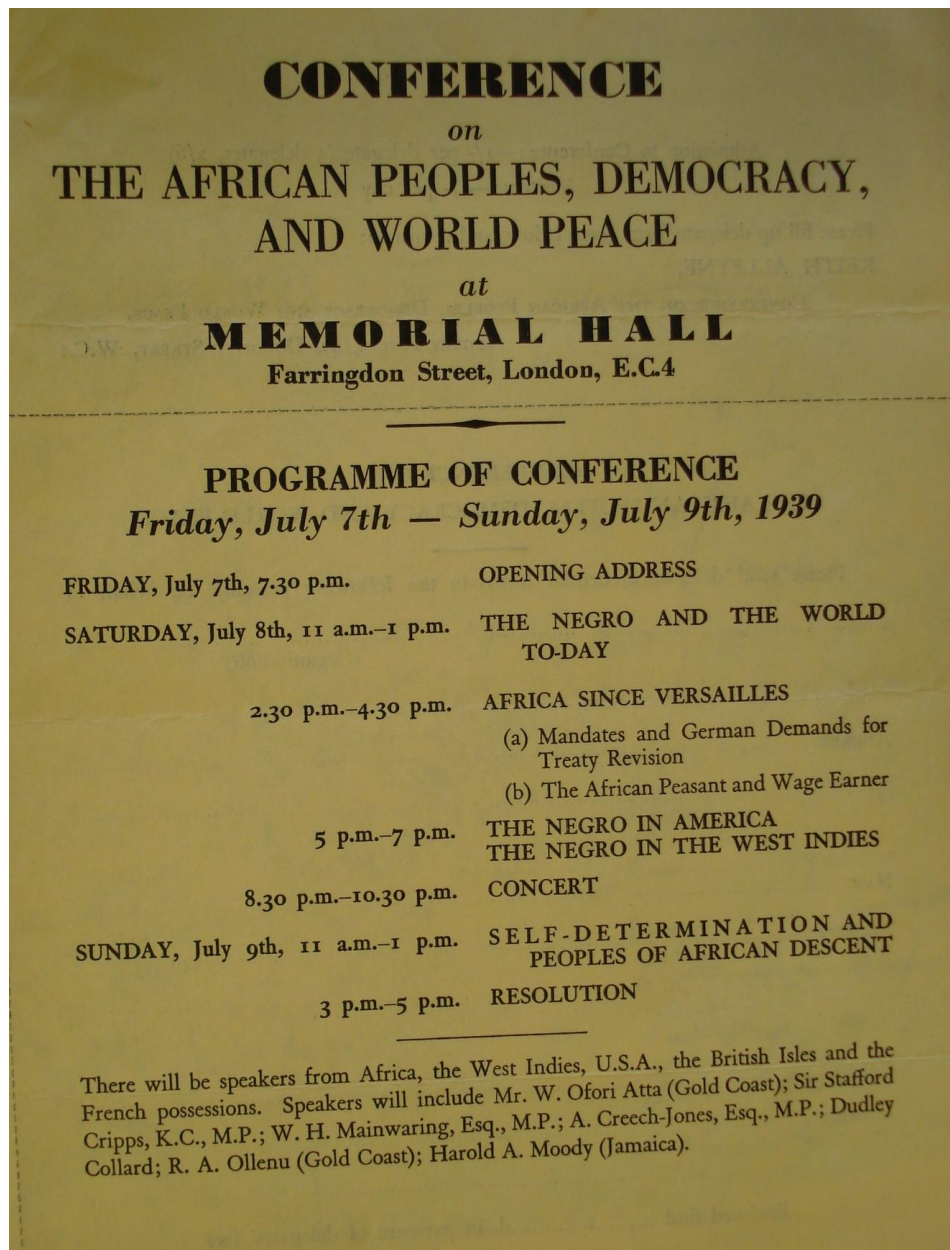 CONFERENCE
on
THE AFRICAN PEOPLES, DEMOCRACY,
AND WORLD PEACE
at
MEMORIAL HALL
Farringdon Street, London, E.C.4
PROGRAMME OF CONFERENCE
Friday, July 7th — Sunday, July 9th, 1939
FRIDAY, July 7th, 7.30 p.m. OPENING ADDRESS
SATURDAY, July 8th, 11 a.m.–1 p.m. THE NEGRO AND THE WORLD
TO-DAY
2.30 p.m.–4.30 p.m. AFRICA SINCE VERSAILLES
(a) Mandates and German Demands for
Treaty Revision
(b) The African Peasant and Wage Earner
5 p.m.–7 p.m. THE NEGRO IN AMERICA
THE NEGRO IN THE WEST INDIES
8.30 p.m.–10.30 p.m. CONCERT
SUNDAY, July 9th, 11 a.m.–1 p.m. SELF-DETERMINATION AND
PEOPLES OF AFRICAN DESCENT
3 p.m.–5 p.m. RESOLUTION
There will be speakers from Africa, the West Indies, U.S.A., the British Isles and the
French possessions. Speakers will include Mr. W. Ofori Atta (Gold Coast); Sir Stafford
Cripps, K.C., M.P.; W. H. Mainwaring, Esq., M.P.; A. Creech-Jones, Esq., M.P.; Dudley
Collard; R. A. Ollenu (Gold Coast); Harold A. Moody (Jamaica).